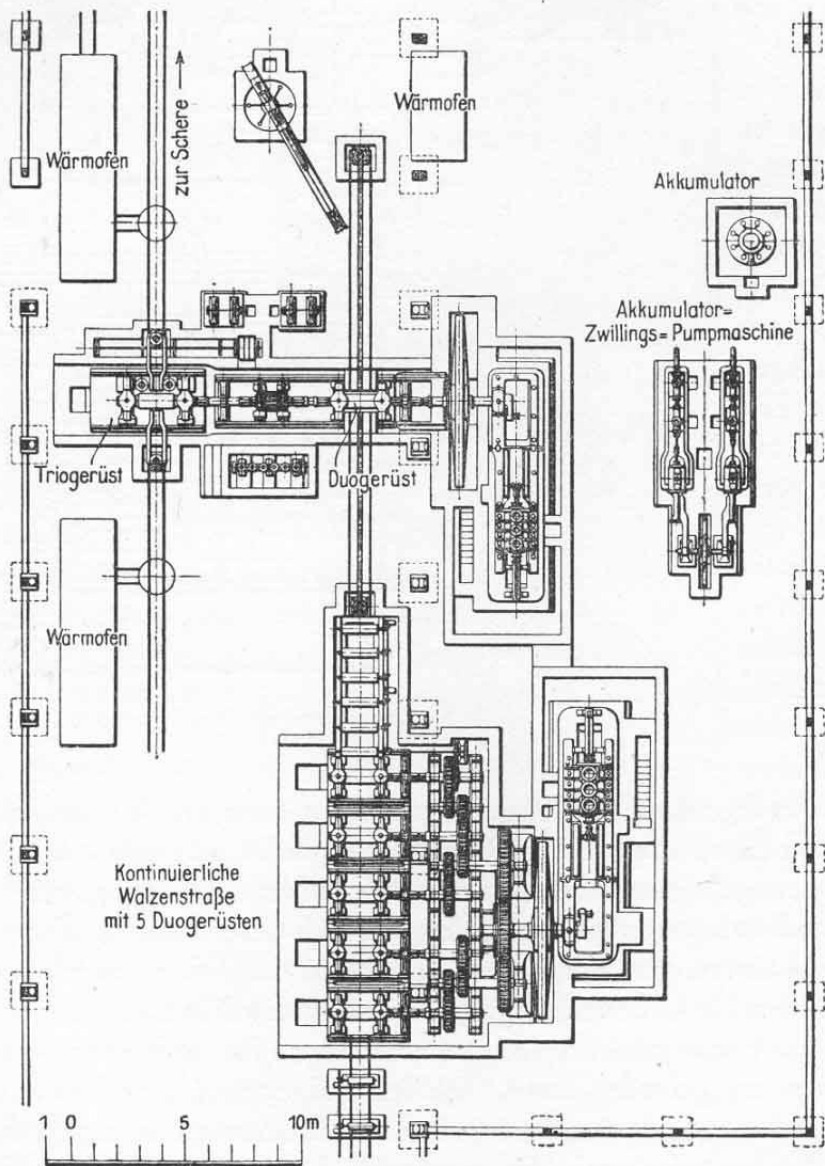 zur Schere
Wärmofen
Wärmofen
Akkumulator
Akkumulator=
Zwillings=Pumpmaschine
Triogerüst
Duogerüst
Wärmofen
Kontinuierliche
Walzenstraße
mit 5 Duogerüsten
1 0 5 10m